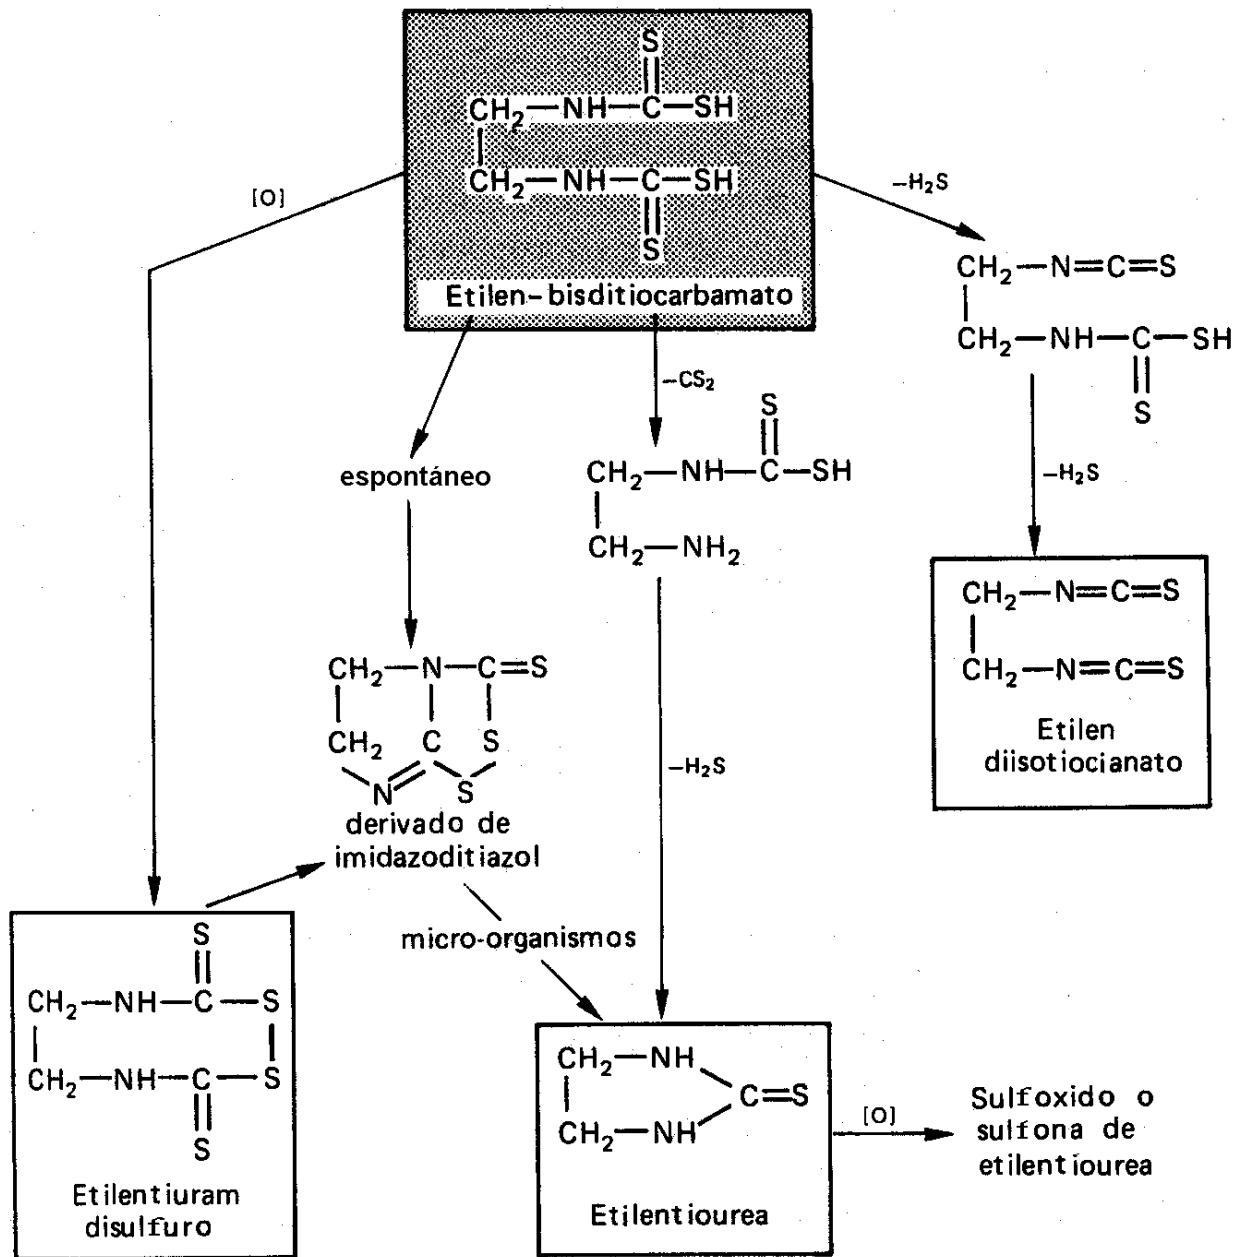 S
CH₂—NH—C—SH
CH₂—NH—C—SH
S
Etilen-bisditiocarbamato
[O]
—H₂S
CH₂—N=C=S
CH₂—NH—C—SH
S
—CS₂
S
CH₂—NH—C—SH
CH₂—NH₂
espontáneo
—H₂S
CH₂—N=C=S
CH₂—N=C=S
Etilen
diisotiocianato
CH₂—N—C=S
CH₂ C S
N S
derivado de
imidazoditiazol
—H₂S
micro-organismos
S
CH₂—NH—C—S
CH₂—NH—C—S
S
Etilentiuram
disulfuro
CH₂—NH
C=S
CH₂—NH
Etilentiourea
[O]
Sulfoxido o
sulfona de
etilentiourea